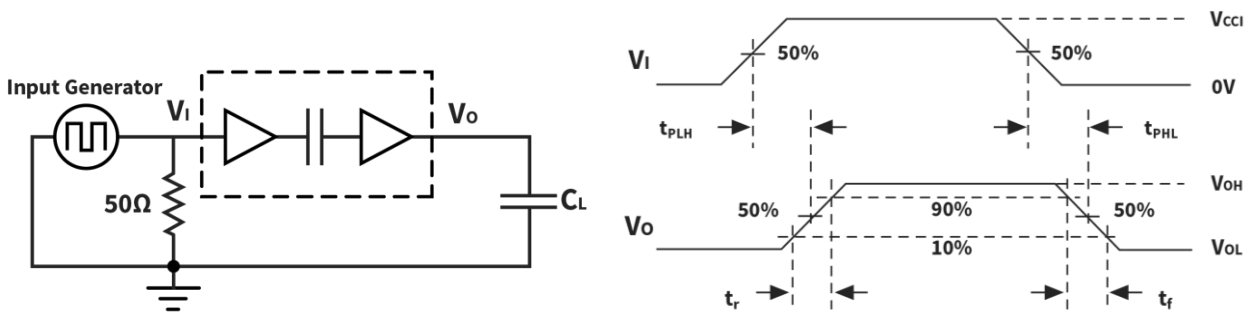 Input Generator
VI
VO
50Ω
CL
VI
50%
50%
VCCI
0V
tPLH
tPHL
VO
50%
90%
50%
10%
VOH
VOL
tr
tf